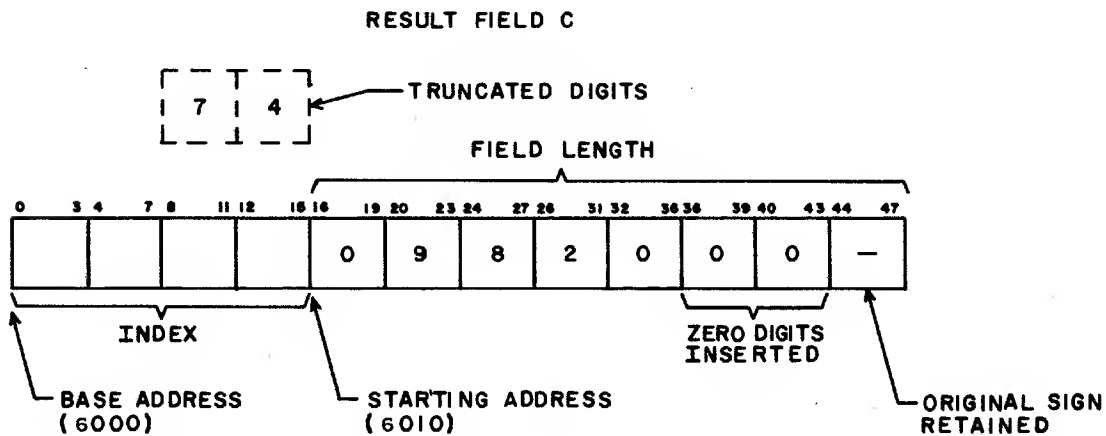 RESULT FIELD C
7 4
TRUNCATED DIGITS
FIELD LENGTH
0 3 4 7 8 11 12 15 16 19 20 23 24 27 28 31 32 36 36 39 40 43 44 47
0 9 8 2 0 0 0 −
INDEX
ZERO DIGITS
INSERTED
BASE ADDRESS
(6000)
STARTING ADDRESS
(6010)
ORIGINAL SIGN
RETAINED